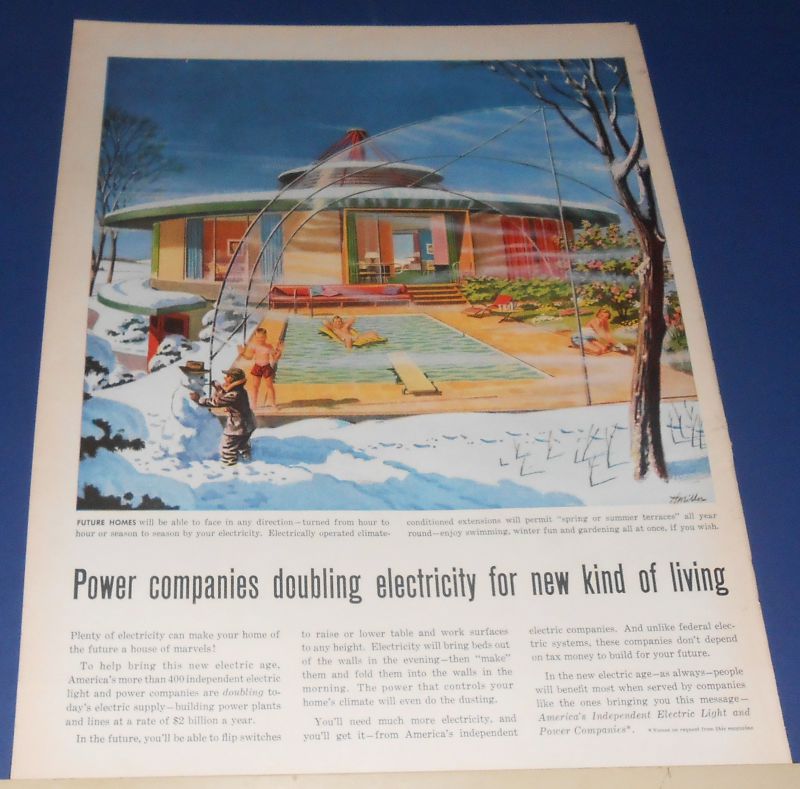 H Miller
FUTURE HOMES will be able to face in any direction—turned from hour to
hour or season to season by your electricity. Electrically operated climate-
conditioned extensions will permit "spring or summer terraces" all year
round—enjoy swimming, winter fun and gardening all at once, if you wish.
Power companies doubling electricity for new kind of living
Plenty of electricity can make your home of
the future a house of marvels!
To help bring this new electric age,
America's more than 400 independent electric
light and power companies are doubling to-
day's electric supply—building power plants
and lines at a rate of $2 billion a year.
In the future, you'll be able to flip switches
to raise or lower table and work surfaces
to any height. Electricity will bring beds out
of the walls in the evening—then "make"
them and fold them into the walls in the
morning. The power that controls your
home's climate will even do the dusting.
You'll need much more electricity, and
you'll get it—from America's independent
electric companies. And unlike federal elec-
tric systems, these companies don't depend
on tax money to build for your future.
In the new electric age—as always—people
will benefit most when served by companies
like the ones bringing you this message—
America's Independent Electric Light and
Power Companies*.
*Names on request from this magazine